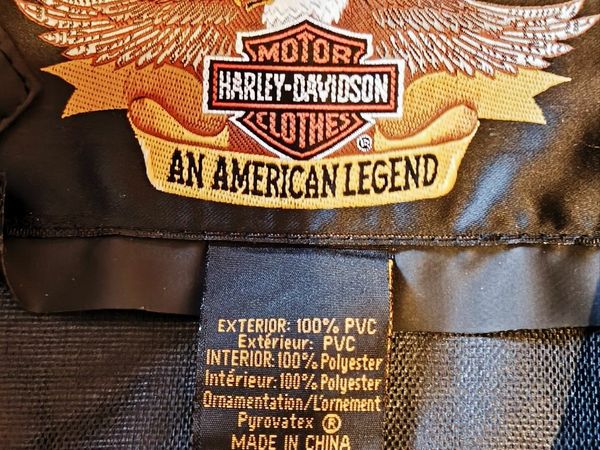 MOTOR
HARLEY-DAVIDSON
CLOTHES
®
AN AMERICAN LEGEND
EXTERIOR: 100% PVC
Extérieur: PVC
INTERIOR: 100% Polyester
Intérieur: 100% Polyester
Ornamentation/L'ornement
Pyrovatex ®
MADE IN CHINA